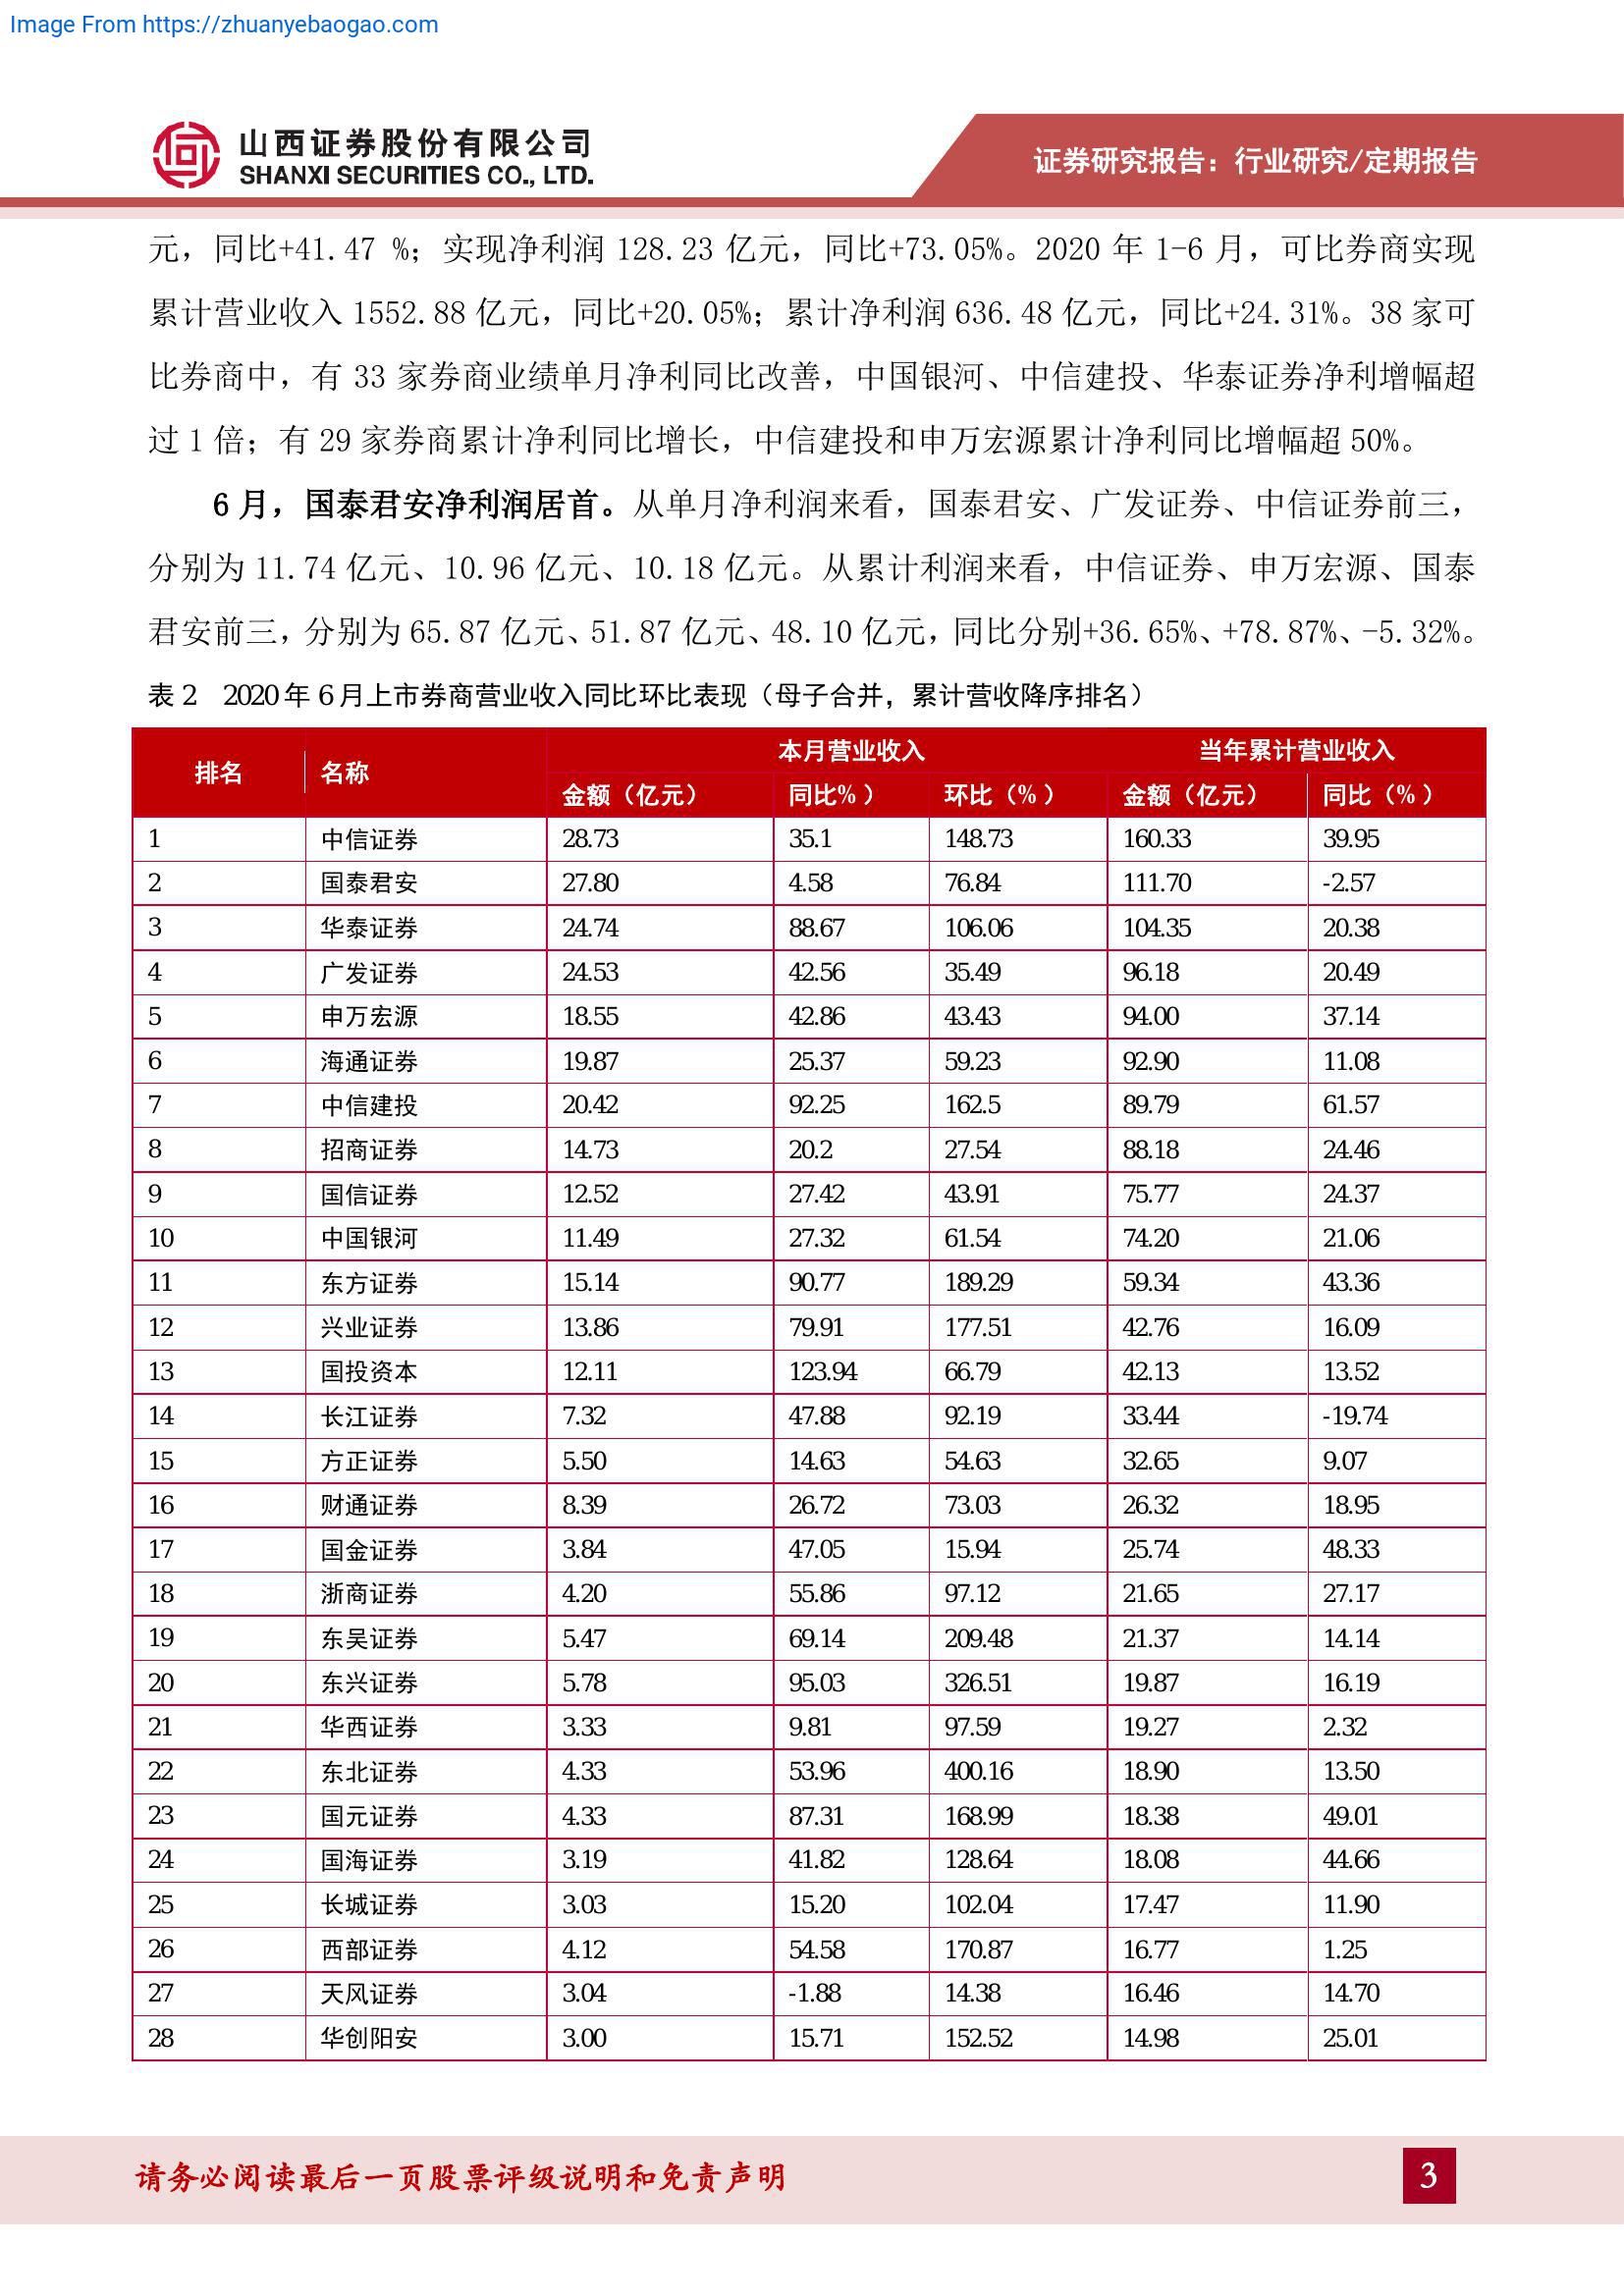 Image From https://zhuanyebaogao.com
山西证券股份有限公司
SHANXI SECURITIES CO., LTD.
证券研究报告：行业研究/定期报告
元，同比+41.47 %；实现净利润 128.23 亿元，同比+73.05%。2020 年 1-6 月，可比券商实现
累计营业收入 1552.88 亿元，同比+20.05%；累计净利润 636.48 亿元，同比+24.31%。38 家可
比券商中，有 33 家券商业绩单月净利同比改善，中国银河、中信建投、华泰证券净利增幅超
过 1 倍；有 29 家券商累计净利同比增长，中信建投和申万宏源累计净利同比增幅超 50%。
6 月，国泰君安净利润居首。从单月净利润来看，国泰君安、广发证券、中信证券前三，
分别为 11.74 亿元、10.96 亿元、10.18 亿元。从累计利润来看，中信证券、申万宏源、国泰
君安前三，分别为 65.87 亿元、51.87 亿元、48.10 亿元，同比分别+36.65%、+78.87%、-5.32%。
表 2 2020 年 6 月上市券商营业收入同比环比表现（母子合并，累计营收降序排名）
排名 名称 本月营业收入 当年累计营业收入
金额（亿元） 同比%） 环比（%） 金额（亿元） 同比（%）
1 中信证券 28.73 35.1 148.73 160.33 39.95
2 国泰君安 27.80 4.58 76.84 111.70 -2.57
3 华泰证券 24.74 88.67 106.06 104.35 20.38
4 广发证券 24.53 42.56 35.49 96.18 20.49
5 申万宏源 18.55 42.86 43.43 94.00 37.14
6 海通证券 19.87 25.37 59.23 92.90 11.08
7 中信建投 20.42 92.25 162.5 89.79 61.57
8 招商证券 14.73 20.2 27.54 88.18 24.46
9 国信证券 12.52 27.42 43.91 75.77 24.37
10 中国银河 11.49 27.32 61.54 74.20 21.06
11 东方证券 15.14 90.77 189.29 59.34 43.36
12 兴业证券 13.86 79.91 177.51 42.76 16.09
13 国投资本 12.11 123.94 66.79 42.13 13.52
14 长江证券 7.32 47.88 92.19 33.44 -19.74
15 方正证券 5.50 14.63 54.63 32.65 9.07
16 财通证券 8.39 26.72 73.03 26.32 18.95
17 国金证券 3.84 47.05 15.94 25.74 48.33
18 浙商证券 4.20 55.86 97.12 21.65 27.17
19 东吴证券 5.47 69.14 209.48 21.37 14.14
20 东兴证券 5.78 95.03 326.51 19.87 16.19
21 华西证券 3.33 9.81 97.59 19.27 2.32
22 东北证券 4.33 53.96 400.16 18.90 13.50
23 国元证券 4.33 87.31 168.99 18.38 49.01
24 国海证券 3.19 41.82 128.64 18.08 44.66
25 长城证券 3.03 15.20 102.04 17.47 11.90
26 西部证券 4.12 54.58 170.87 16.77 1.25
27 天风证券 3.04 -1.88 14.38 16.46 14.70
28 华创阳安 3.00 15.71 152.52 14.98 25.01
请务必阅读最后一页股票评级说明和免责声明
3